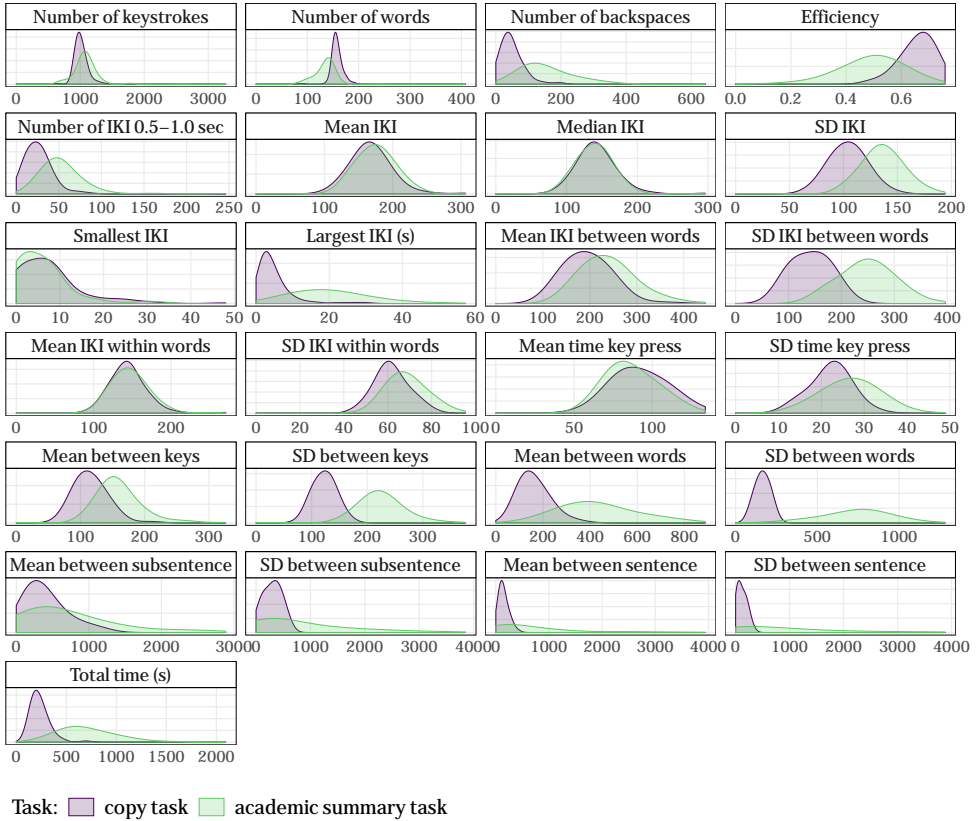 Number of keystrokes Number of words Number of backspaces Efficiency
0 1000 2000 3000 0 100 200 300 400 0 200 400 600 0.0 0.2 0.4 0.6
Number of IKI 0.5–1.0 sec Mean IKI Median IKI SD IKI
0 50 100 150 200 250 0 100 200 300 0 100 200 300 0 50 100 150 200
Smallest IKI Largest IKI (s) Mean IKI between words SD IKI between words
0 10 20 30 40 50 0 20 40 60 0 100 200 300 400 0 100 200 300 400
Mean IKI within words SD IKI within words Mean time key press SD time key press
0 100 200 0 20 40 60 80 100 50 100 0 10 20 30 40 50
Mean between keys SD between keys Mean between words SD between words
0 100 200 300 0 100 200 300 0 200 400 600 800 0 500 1000
Mean between subsentence SD between subsentence Mean between sentence SD between sentence
0 1000 2000 0 1000 2000 3000 4000 0 1000 2000 3000 4000 0 1000 2000 3000 4000
Total time (s)
0 500 1000 1500 2000
Task: copy task academic summary task